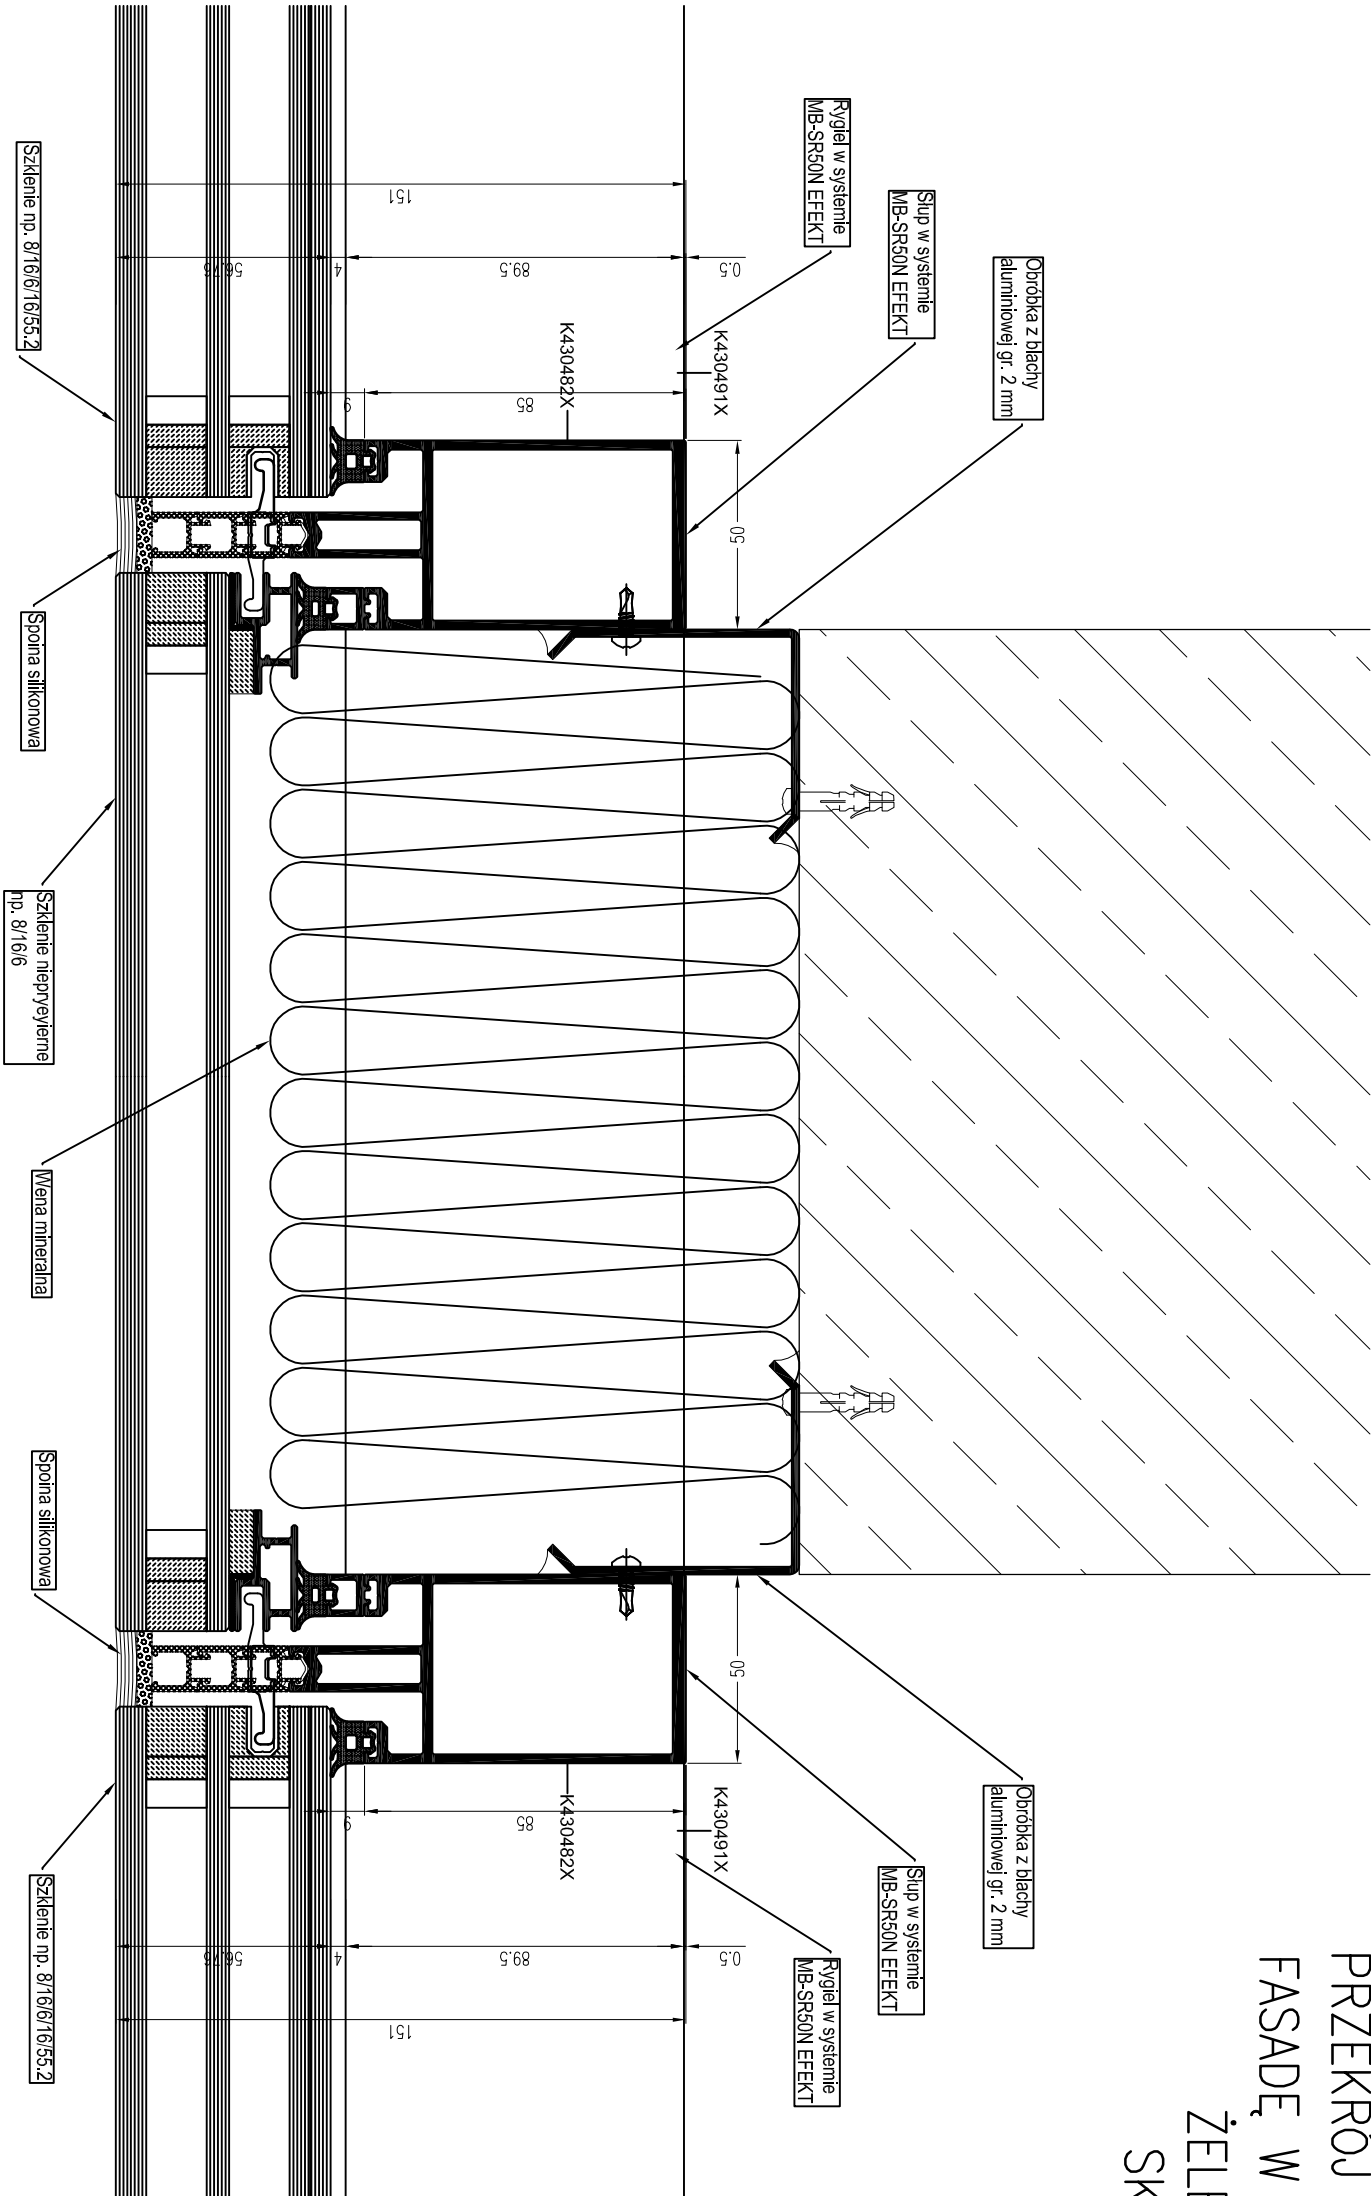 PRZEKRÓJ
FASADĘ W
Obróbka z blachy
aluminiowej gr. 2 mm
Słup w systemie
MB-SR50N EFEKT
Rygiel w systemie
MB-SR50N EFEKT
K430491X
K430482X
151
56.75
4
89.5
0.5
9
85
50
Szklenie np. 8/16/6/16/55.2
Spoina silikonowa
Szklenie niepryeyierne
np. 8/16/6
Wena mineralna
Spoina silikonowa
Szklenie np. 8/16/6/16/55.2
Obróbka z blachy
aluminiowej gr. 2 mm
Słup w systemie
MB-SR50N EFEKT
Rygiel w systemie
MB-SR50N EFEKT
K430491X
K430482X
50
85
9
56.75
4
89.5
0.5
151